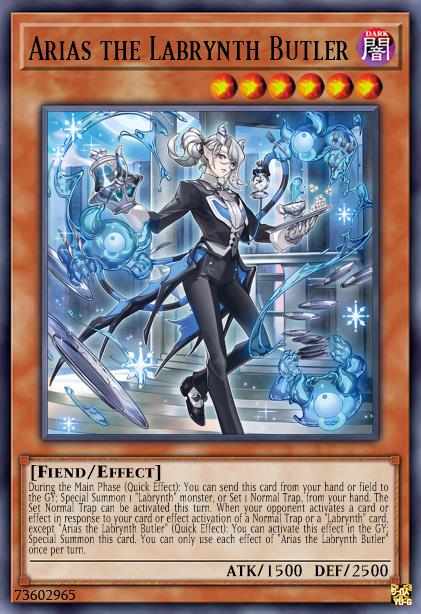 ARIAS THE LABRYNTH BUTLER
DARK
闇
[FIEND/EFFECT]
During the Main Phase (Quick Effect): You can send this card from your hand or field to
the GY; Special Summon 1 "Labrynth" monster, or Set 1 Normal Trap, from your hand. The
Set Normal Trap can be activated this turn. When your opponent activates a card or
effect in response to your card or effect activation of a Normal Trap or a "Labrynth" card,
except "Arias the Labrynth Butler" (Quick Effect): You can activate this effect in the GY;
Special Summon this card. You can only use each effect of "Arias the Labrynth Butler"
once per turn.
ATK/1500 DEF/2500
73602965